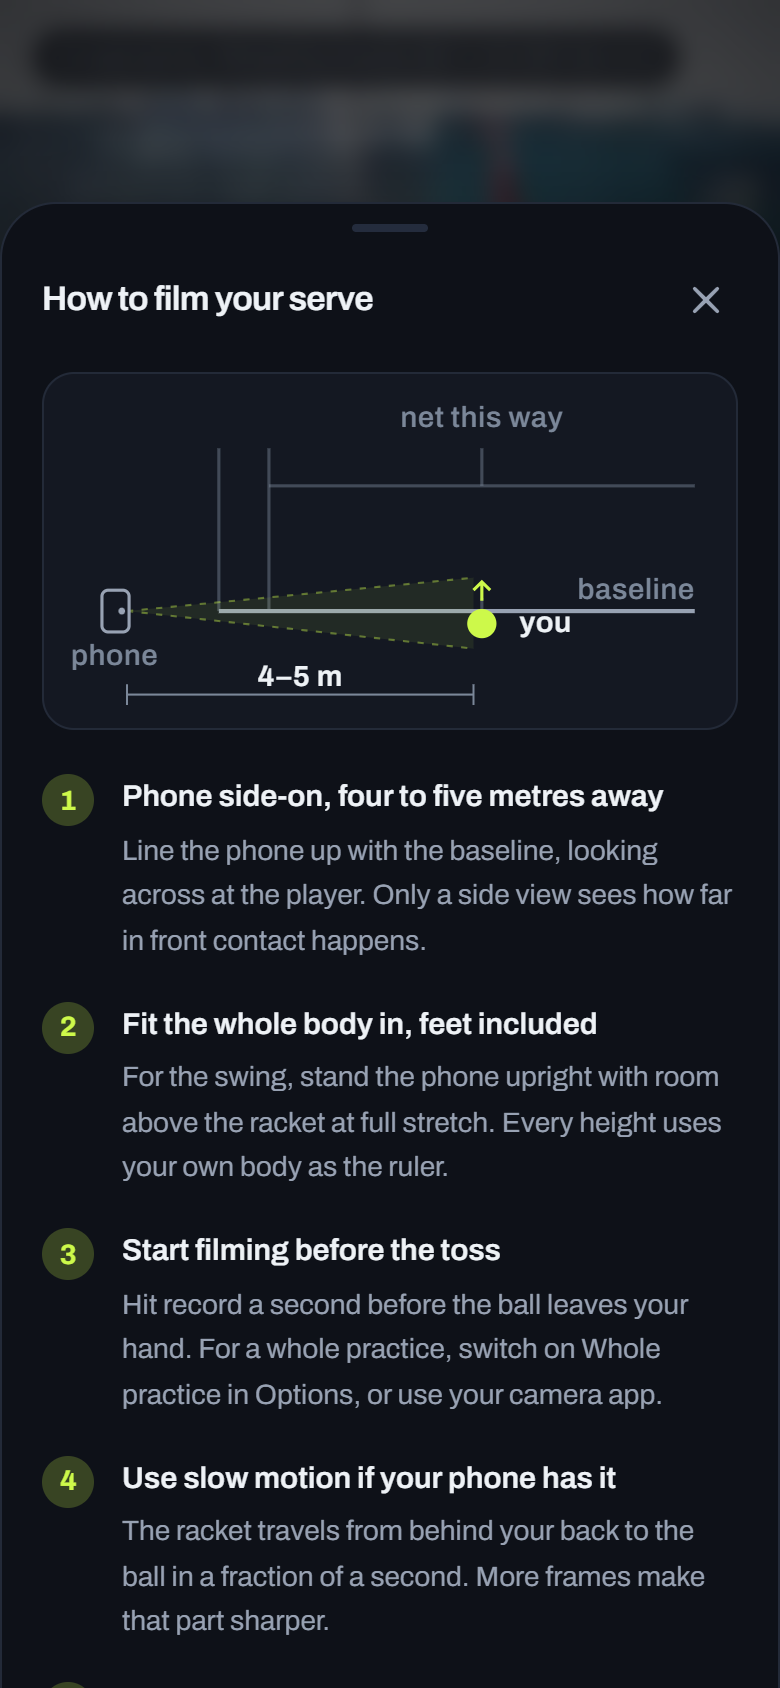 How to film your serve
net this way
baseline
you
phone
4–5 m
1
Phone side-on, four to five metres away
Line the phone up with the baseline, looking
across at the player. Only a side view sees how far
in front contact happens.
2
Fit the whole body in, feet included
For the swing, stand the phone upright with room
above the racket at full stretch. Every height uses
your own body as the ruler.
3
Start filming before the toss
Hit record a second before the ball leaves your
hand. For a whole practice, switch on Whole
practice in Options, or use your camera app.
4
Use slow motion if your phone has it
The racket travels from behind your back to the
ball in a fraction of a second. More frames make
that part sharper.